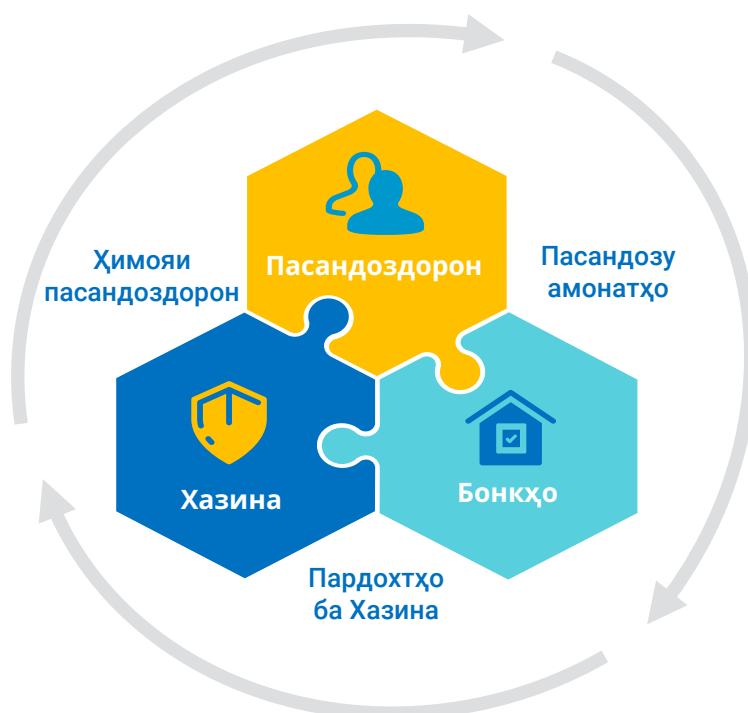 Ҳимояи
пасандоздорон
Пасандоздорон
Пасандозу
амонатҳо
Хазина
Бонкҳо
Пардохтҳо
ба Хазина